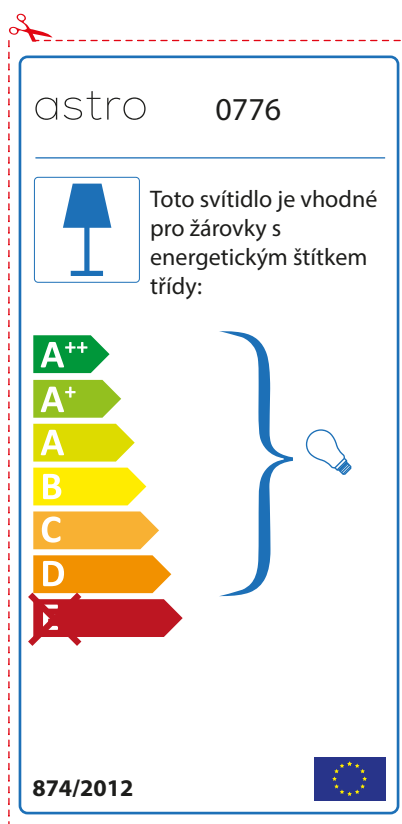 astro 0776
Toto svítidlo je vhodné
pro žárovky s
energetickým štítkem
třídy:
A++
A+
A
B
C
D
E
874/2012